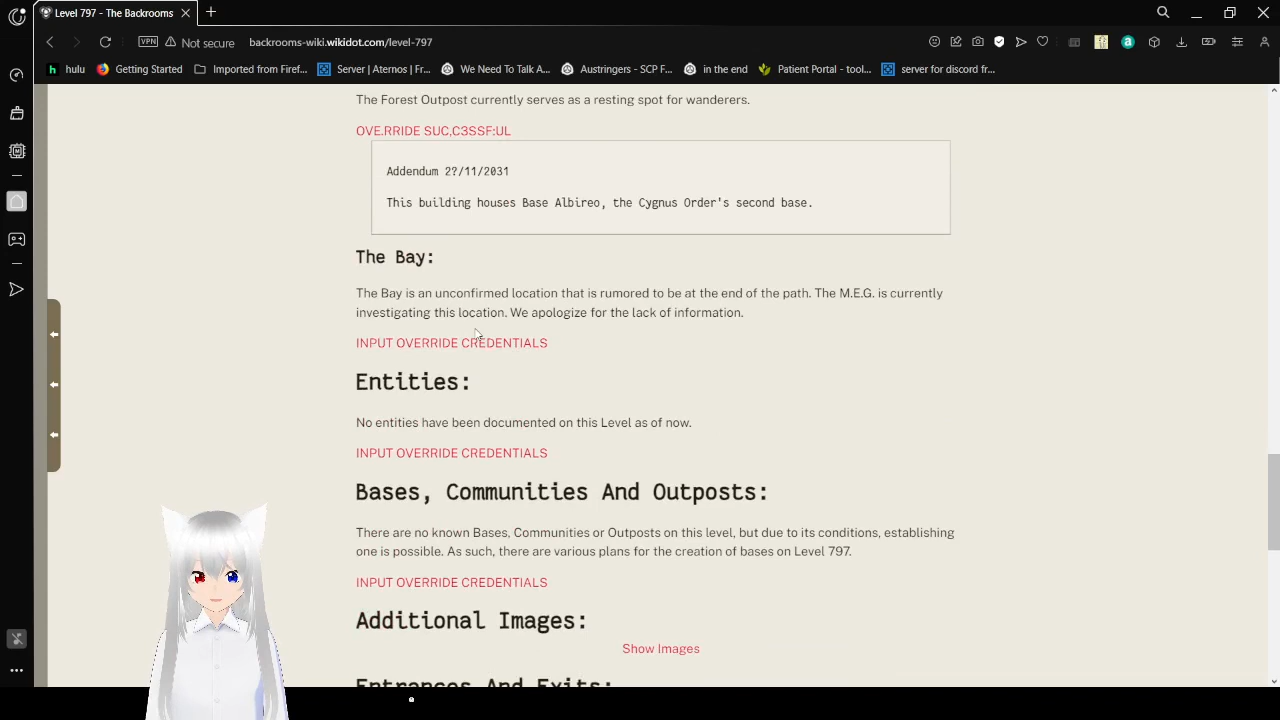 Level 797 - The Backrooms
VPN
Not secure
backrooms-wiki.wikidot.com/level-797
hulu
Getting Started
Imported from Firef...
Server | Aternos | Fr...
We Need To Talk A...
Austringers - SCP F...
in the end
Patient Portal - tool...
server for discord fr...
The Forest Outpost currently serves as a resting spot for wanderers.
OVE.RRIDE SUC,C3SSF:UL
Addendum 2?/11/2031
This building houses Base Albireo, the Cygnus Order's second base.
The Bay:
The Bay is an unconfirmed location that is rumored to be at the end of the path. The M.E.G. is currently
investigating this location. We apologize for the lack of information.
INPUT OVERRIDE CREDENTIALS
Entities:
No entities have been documented on this Level as of now.
INPUT OVERRIDE CREDENTIALS
Bases, Communities And Outposts:
There are no known Bases, Communities or Outposts on this level, but due to its conditions, establishing
one is possible. As such, there are various plans for the creation of bases on Level 797.
INPUT OVERRIDE CREDENTIALS
Additional Images:
Show Images
Entrances And Exits: